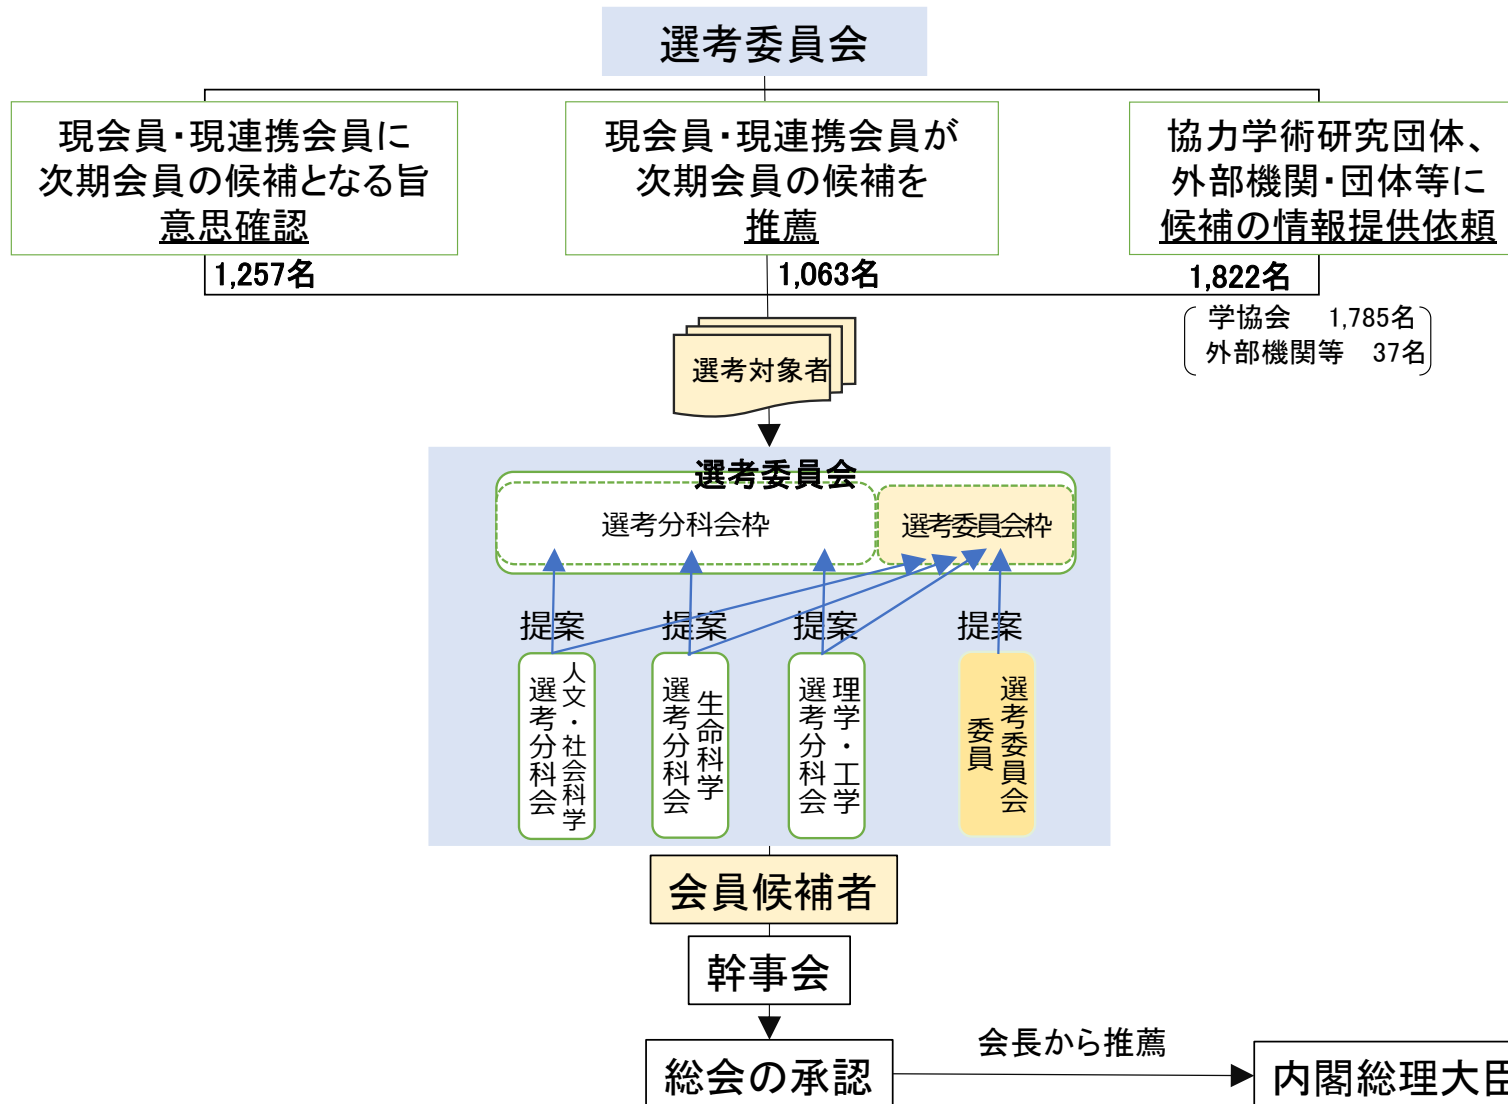 選考委員会
現会員・現連携会員に
次期会員の候補となる旨
意思確認
現会員・現連携会員が
次期会員の候補を
推薦
協力学術研究団体、
外部機関・団体等に
候補の情報提供依頼
1,257名
1,063名
1,822名
学協会 1,785名
外部機関等 37名
選考対象者
選考委員会
選考分科会枠
選考委員会枠
提案
提案
提案
提案
人文・社会科学
選考分科会
生命科学
選考分科会
理学・工学
選考分科会
選考委員会
委員
会員候補者
幹事会
総会の承認
会長から推薦
内閣総理大臣